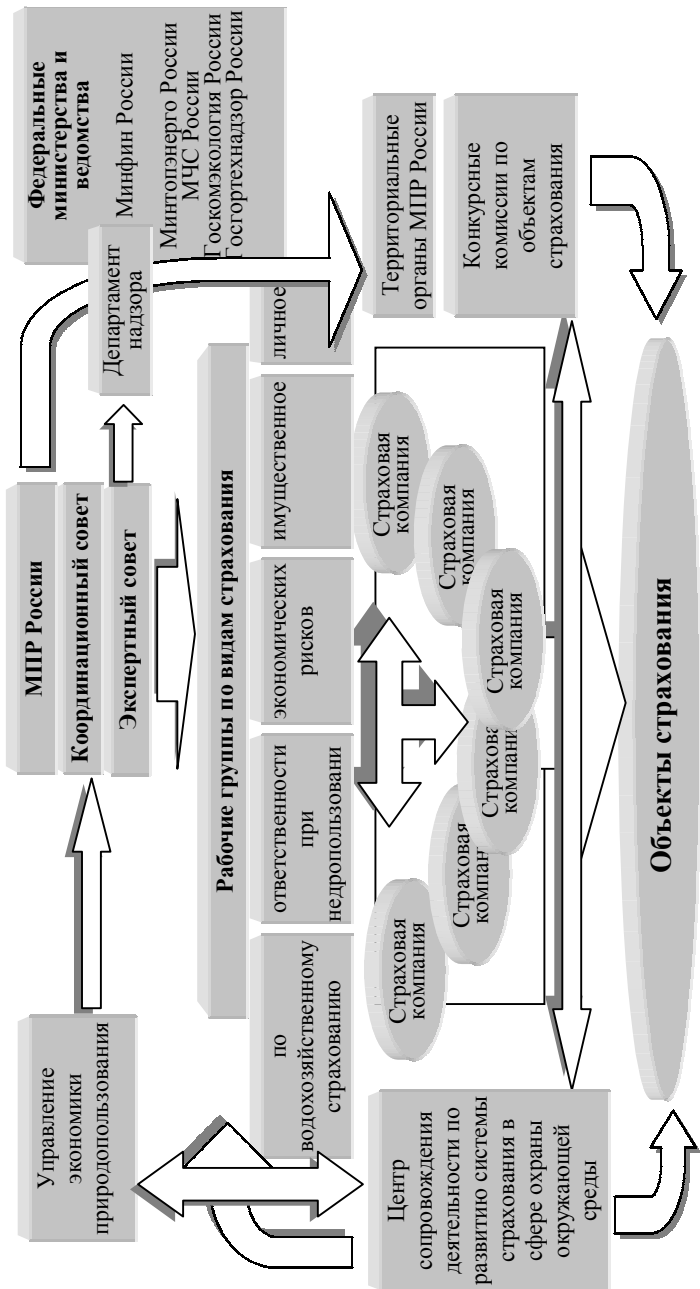 Управление
экономики
природопользования
МПР России
Координационный совет
Экспертный совет
Департамент
надзора
Федеральные
министерства и
ведомства
Минфин России
Минтопэнерго России
МЧС России
Госкомэкология России
Госгортехнадзор России
Рабочие группы по видам страхования
по
водохозяйственному
страхованию
ответственности
при
недропользовани
экономических
рисков
имущественное
личное
Страховая
компания
Страховая
компан
Страхова
компани
Страховая
компания
Страховая
компания
Страховая
компания
Территориальные
органы МПР России
Конкурсные
комиссии по
объектам
страхования
Центр
сопровождения
деятельности по
развитию системы
страхования в
сфере охраны
окружающей
среды
Объекты страхования